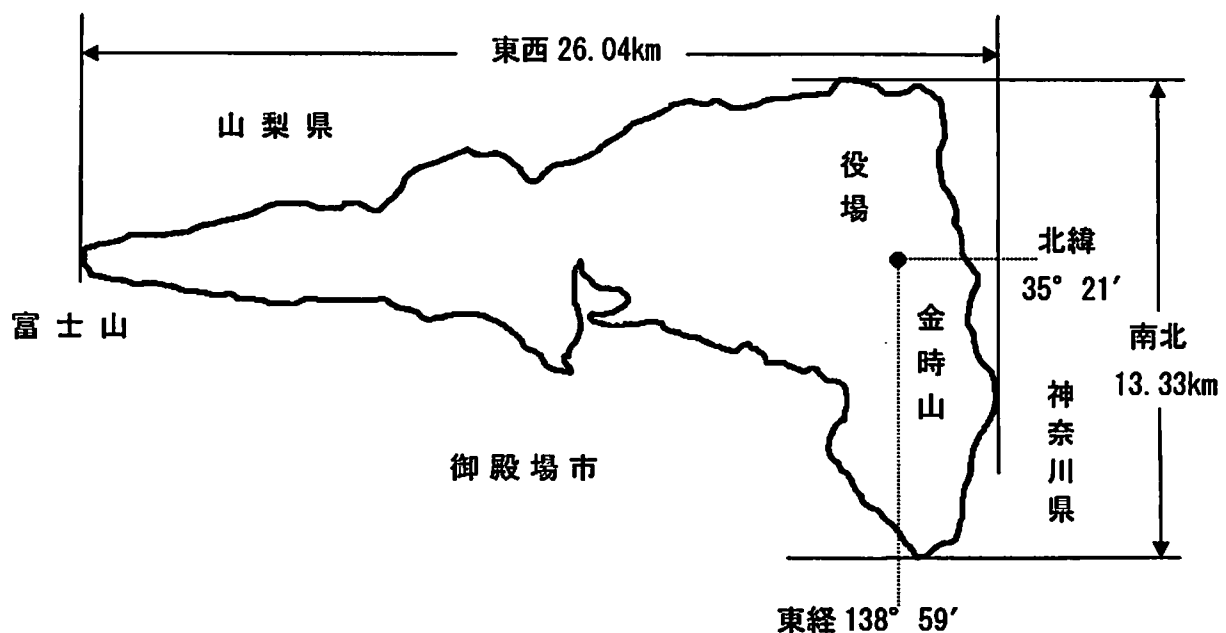 東西 26.04km
山梨県
役場
北緯
35° 21′
富士山
金時山
南北
13.33km
神奈川県
御殿場市
東経 138° 59′